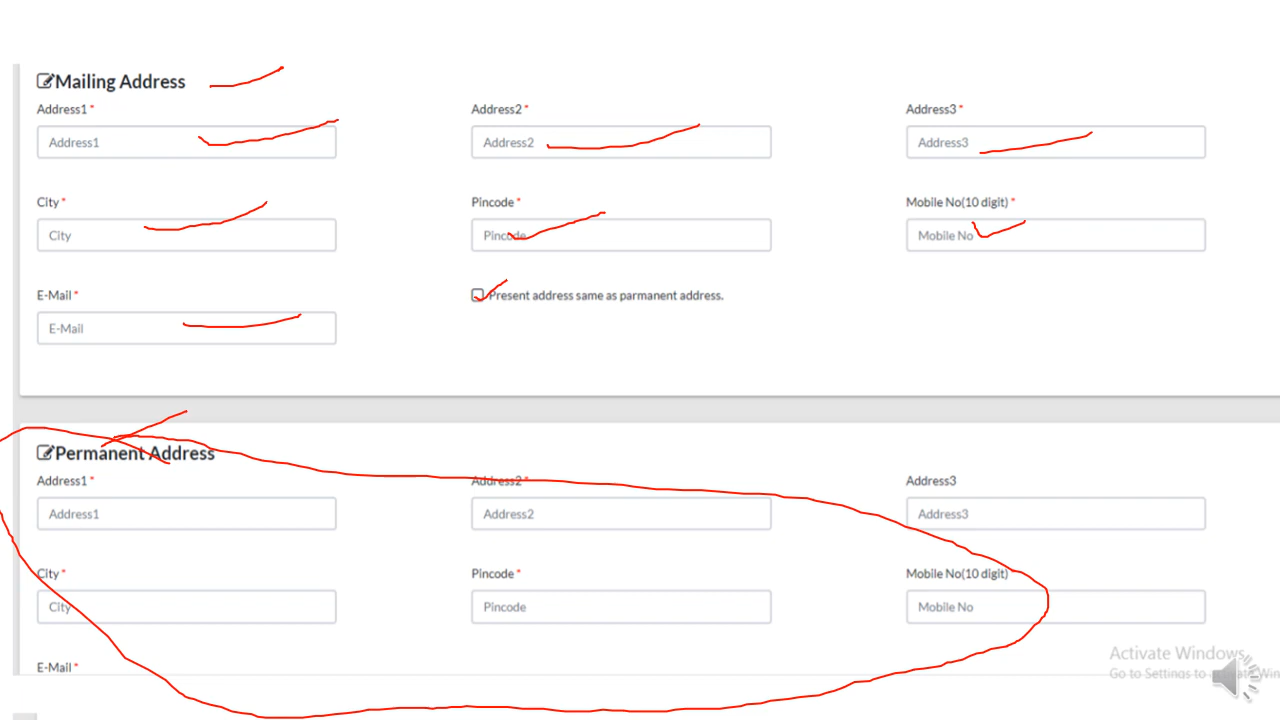 Mailing Address
Address1 * Address2 * Address3 *
Address1 Address2 Address3
City * Pincode * Mobile No(10 digit) *
City Pincode Mobile No
E-Mail *
Present address same as parmanent address.
E-Mail
Permanent Address
Address1 * Address2 * Address3
Address1 Address2 Address3
City * Pincode * Mobile No(10 digit)
City Pincode Mobile No
E-Mail *
Activate Windows
Go to Settings to activate Win